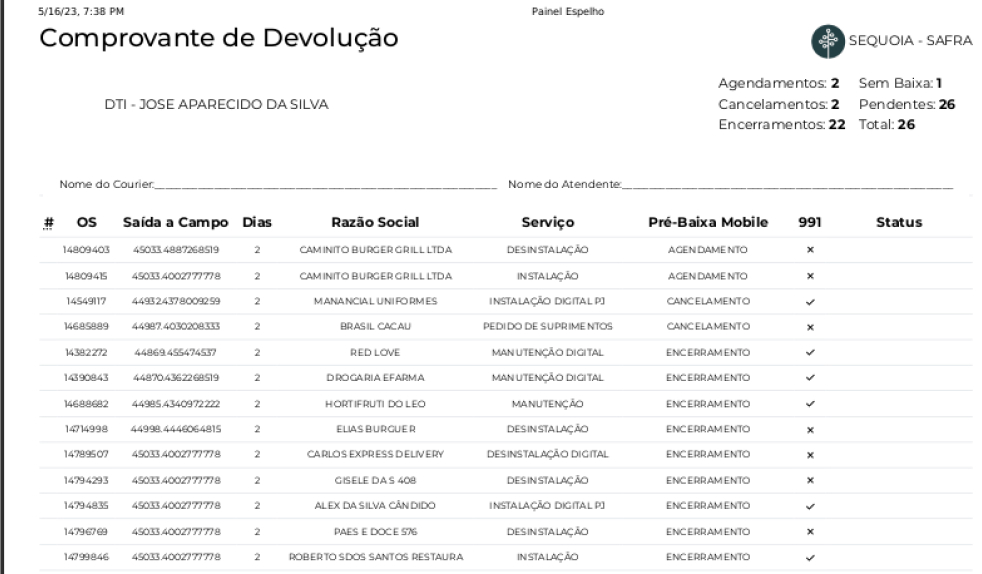 5/16/23, 7:38 PM Painel Espelho
Comprovante de Devolução SEQUOIA - SAFRA
Agendamentos: 2 Sem Baixa: 1
DTI - JOSE APARECIDO DA SILVA Cancelamentos: 2 Pendentes: 26
Encerramentos: 22 Total: 26
Nome do Courier:____________________ Nome do Atendente:____________________
# OS Saída a Campo Dias Razão Social Serviço Pré-Baixa Mobile 991 Status
14809403 45033.4887268519 2 CAMINITO BURGER GRILL LTDA DESINSTALAÇÃO AGENDAMENTO ×
14809415 45033.4002777778 2 CAMINITO BURGER GRILL LTDA INSTALAÇÃO AGENDAMENTO ×
14549117 44932.4378009259 2 MANANCIAL UNIFORMES INSTALAÇÃO DIGITAL PJ CANCELAMENTO ✓
14685889 44987.4030208333 2 BRASIL CACAU PEDIDO DE SUPRIMENTOS CANCELAMENTO ×
14382272 44869.455474537 2 RED LOVE MANUTENÇÃO DIGITAL ENCERRAMENTO ✓
14390843 44870.4362268519 2 DROGARIA EFARMA MANUTENÇÃO DIGITAL ENCERRAMENTO ✓
14688682 44985.4340972222 2 HORTIFRUTI DO LEO MANUTENÇÃO ENCERRAMENTO ✓
14714998 44998.4446064815 2 ELIAS BURGUER DESINSTALAÇÃO ENCERRAMENTO ×
14789507 45033.4002777778 2 CARLOS EXPRESS DELIVERY DESINSTALAÇÃO DIGITAL ENCERRAMENTO ×
14794293 45033.4002777778 2 GISELE DA S 408 DESINSTALAÇÃO ENCERRAMENTO ×
14794835 45033.4002777778 2 ALEX DA SILVA CÂNDIDO INSTALAÇÃO DIGITAL PJ ENCERRAMENTO ✓
14796769 45033.4002777778 2 PAES E DOCE 576 DESINSTALAÇÃO ENCERRAMENTO ×
14799846 45033.4002777778 2 ROBERTO SDOS SANTOS RESTAURA INSTALAÇÃO ENCERRAMENTO ✓